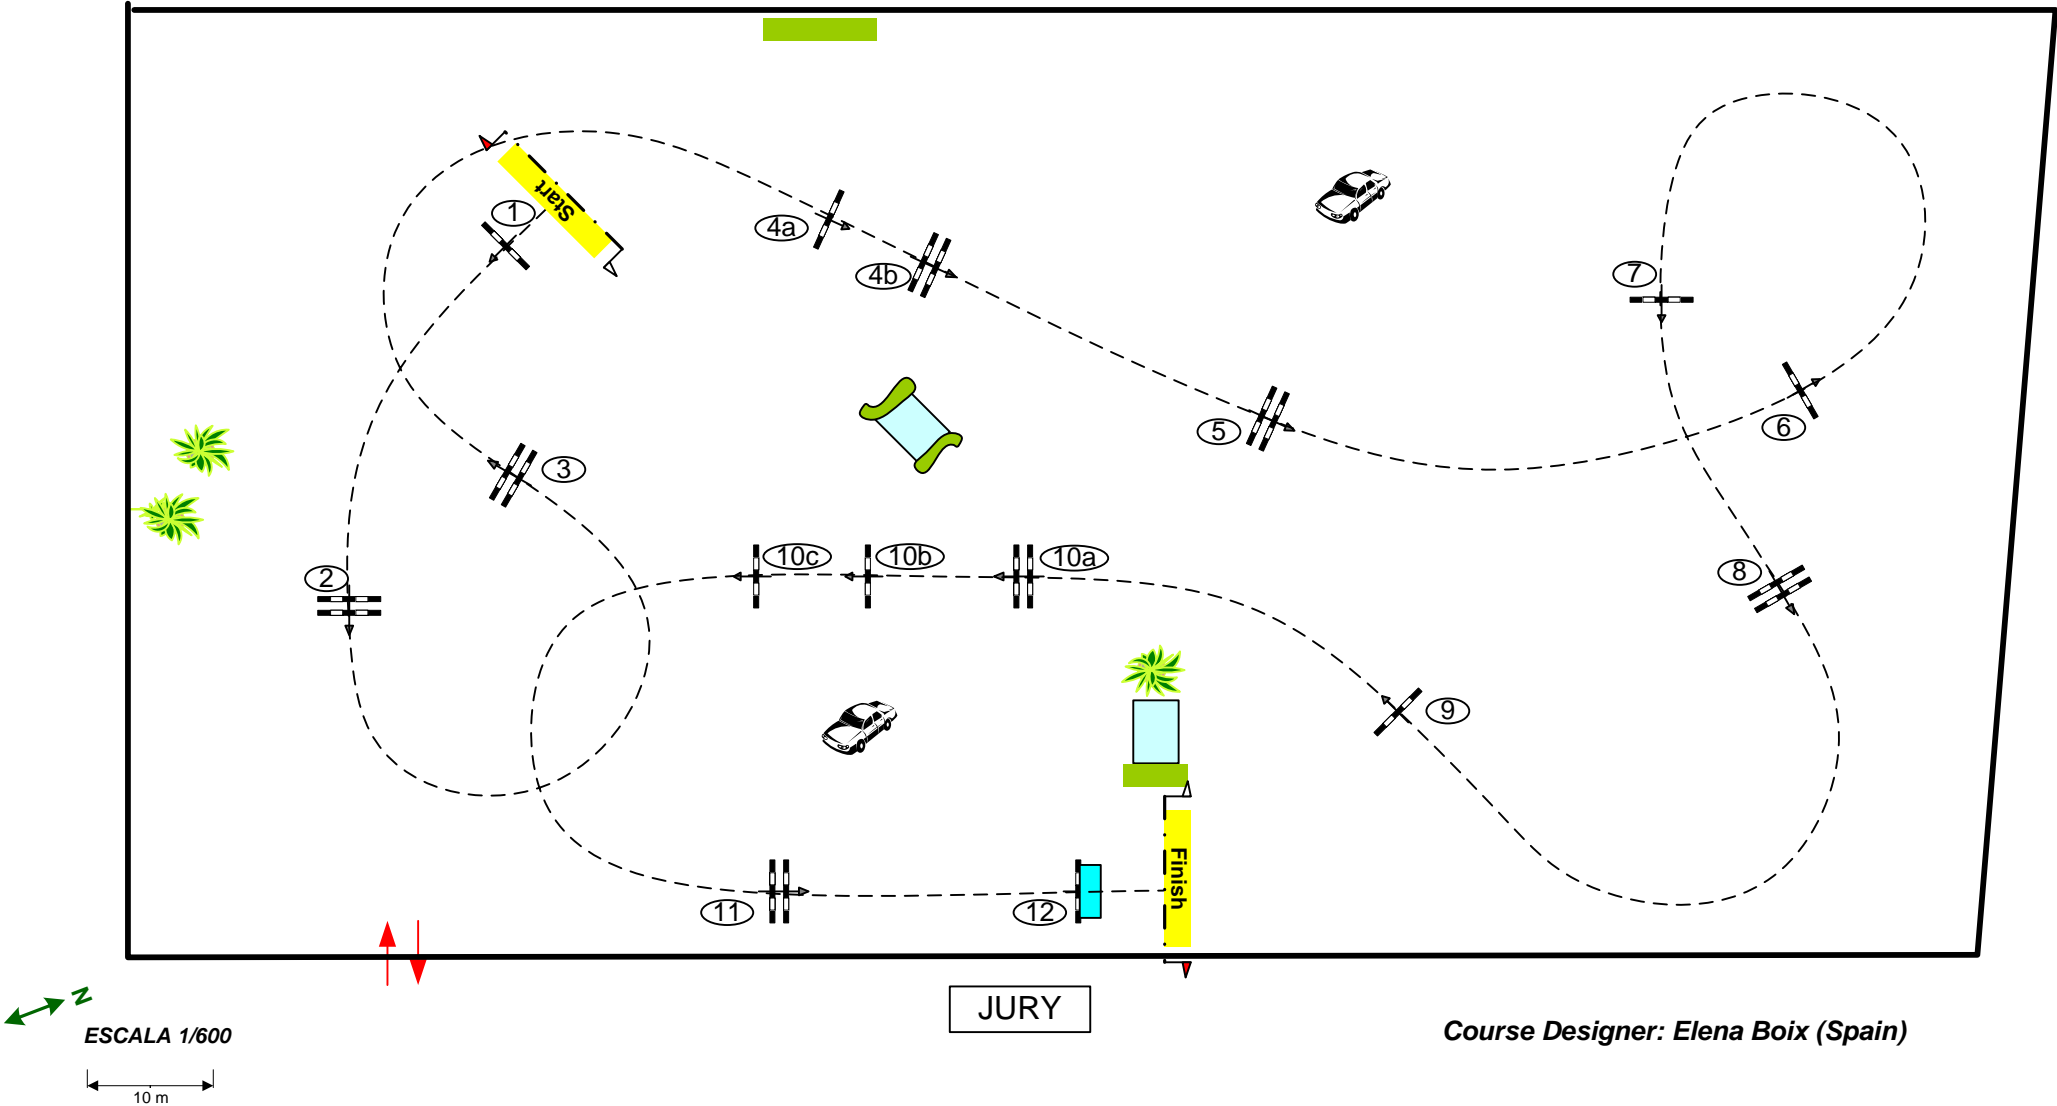 Start
1
4a
4b
7
5
6
3
2
10c
10b
10a
8
9
11
12
Finish
JURY
N
ESCALA 1/600
Course Designer: Elena Boix (Spain)
10 m